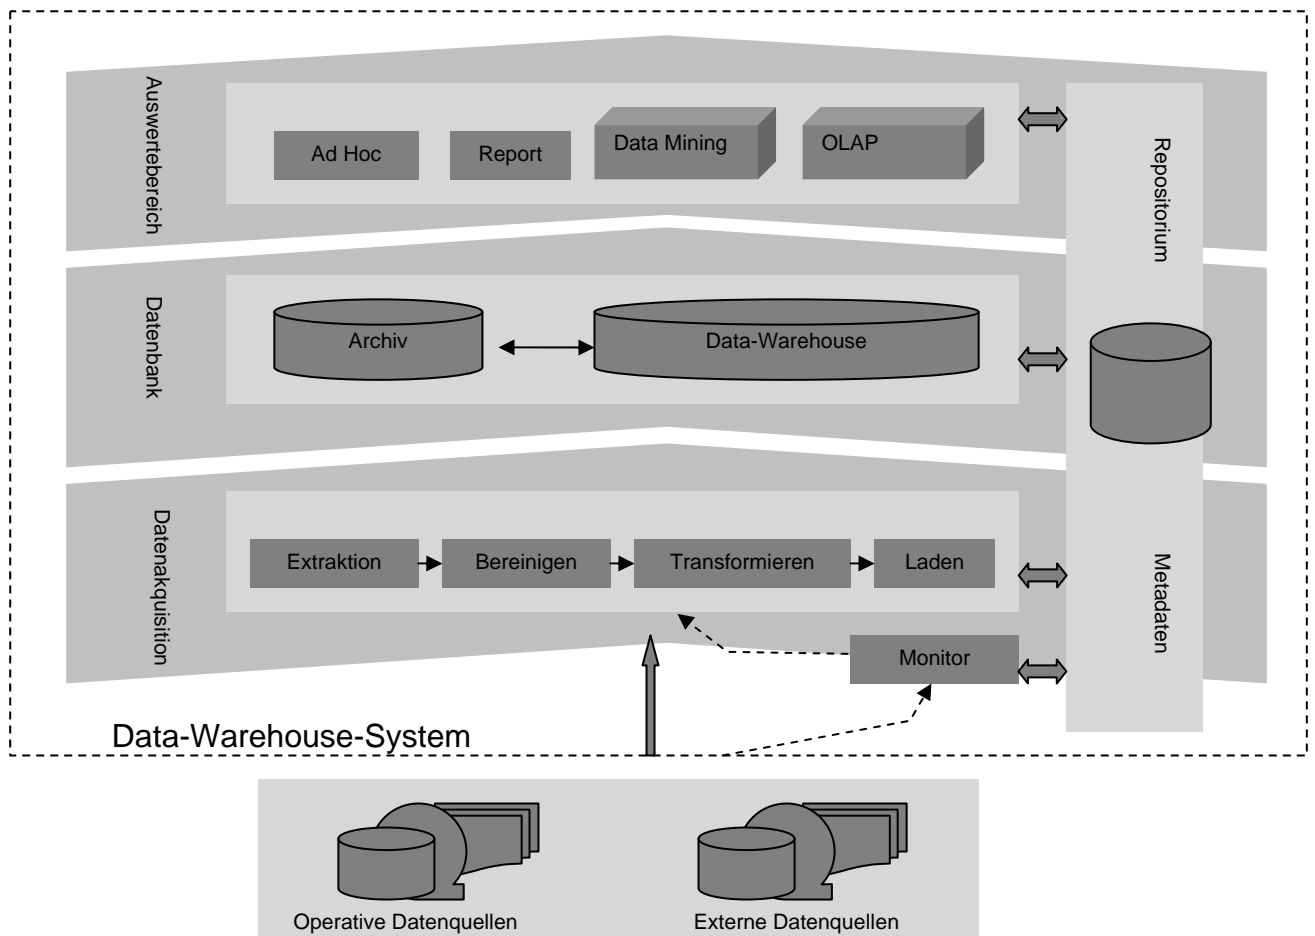 Auswertebereich
Ad Hoc
Report
Data Mining
OLAP
Repositorium
Datenbank
Archiv
Data-Warehouse
Datenakquisition
Extraktion
Bereinigen
Transformieren
Laden
Metadaten
Monitor
Data-Warehouse-System
Operative Datenquellen
Externe Datenquellen